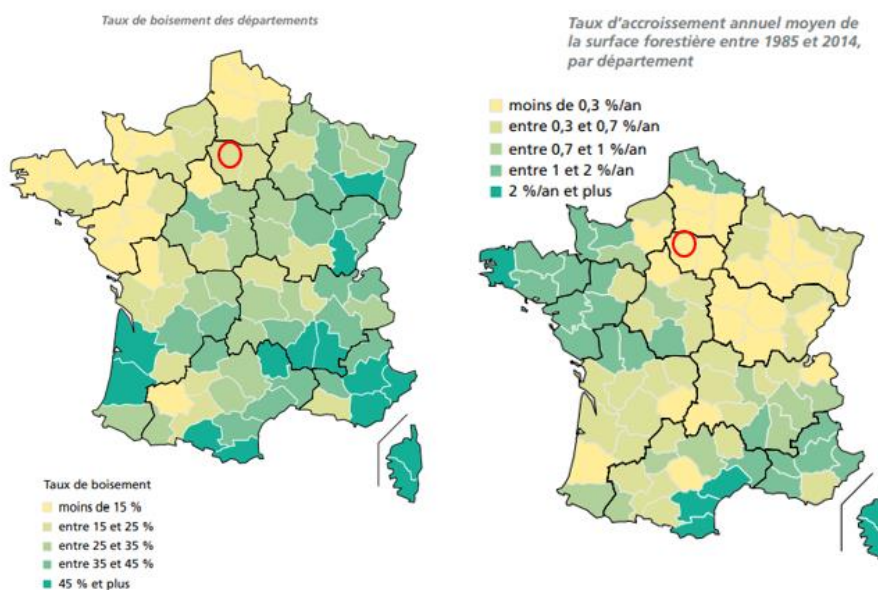 Taux de boisement des départements
Taux de boisement
moins de 15 %
entre 15 et 25 %
entre 25 et 35 %
entre 35 et 45 %
45 % et plus
Taux d'accroissement annuel moyen de
la surface forestière entre 1985 et 2014,
par département
moins de 0,3 %/an
entre 0,3 et 0,7 %/an
entre 0,7 et 1 %/an
entre 1 et 2 %/an
2 %/an et plus